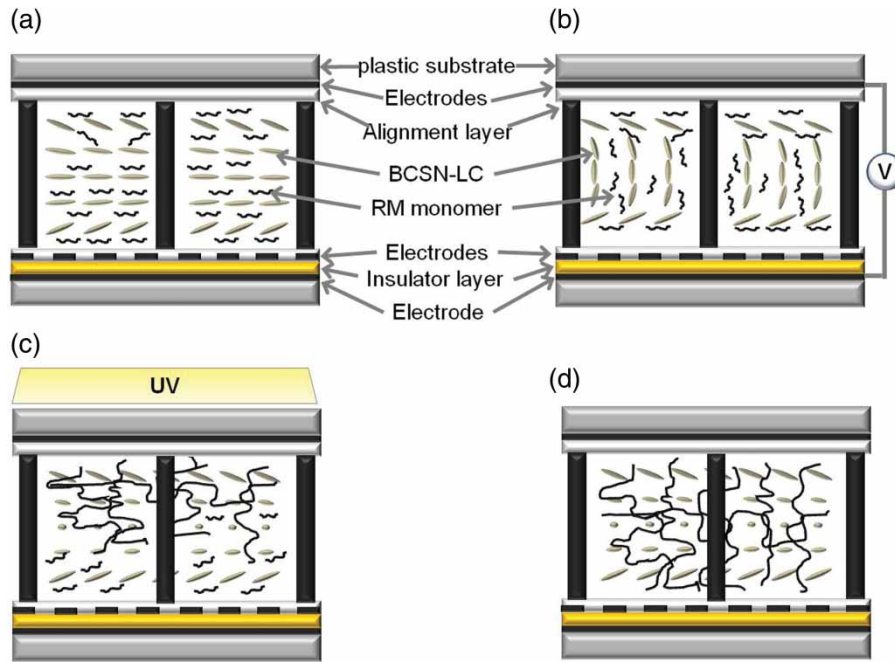 (a)
(b)
plastic substrate
Electrodes
Alignment layer
BCSN-LC
RM monomer
V
Electrodes
Insulator layer
Electrode
(c)
UV
(d)